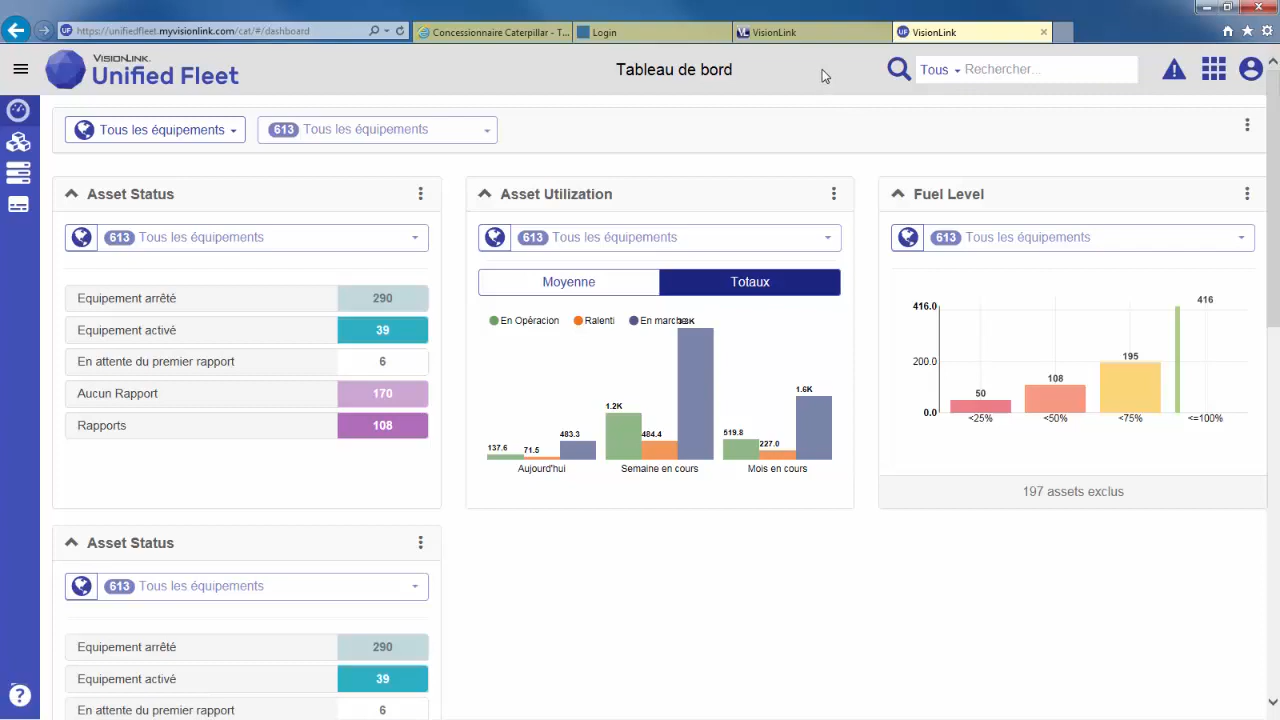 https://unifiedfleet.myvisionlink.com/cat/#/dashboard
Concessionnaire Caterpillar - T...
Login
VisionLink
VisionLink
VISIONLINK.
Unified Fleet
Tableau de bord
Tous
Rechercher...
Tous les équipements
613 Tous les équipements
Asset Status
613 Tous les équipements
Equipement arrêté 290
Equipement activé 39
En attente du premier rapport 6
Aucun Rapport 170
Rapports 108
Asset Utilization
613 Tous les équipements
Moyenne Totaux
En Opéracion Ralenti En marche
1.2K 1.6K
137.6 71.5 483.3 484.4 519.8 227.0
Aujourd'hui Semaine en cours Mois en cours
Fuel Level
613 Tous les équipements
416.0 416
200.0 195
50 108
0.0
<25% <50% <75% <=100%
197 assets exclus
Asset Status
613 Tous les équipements
Equipement arrêté 290
Equipement activé 39
En attente du premier rapport 6